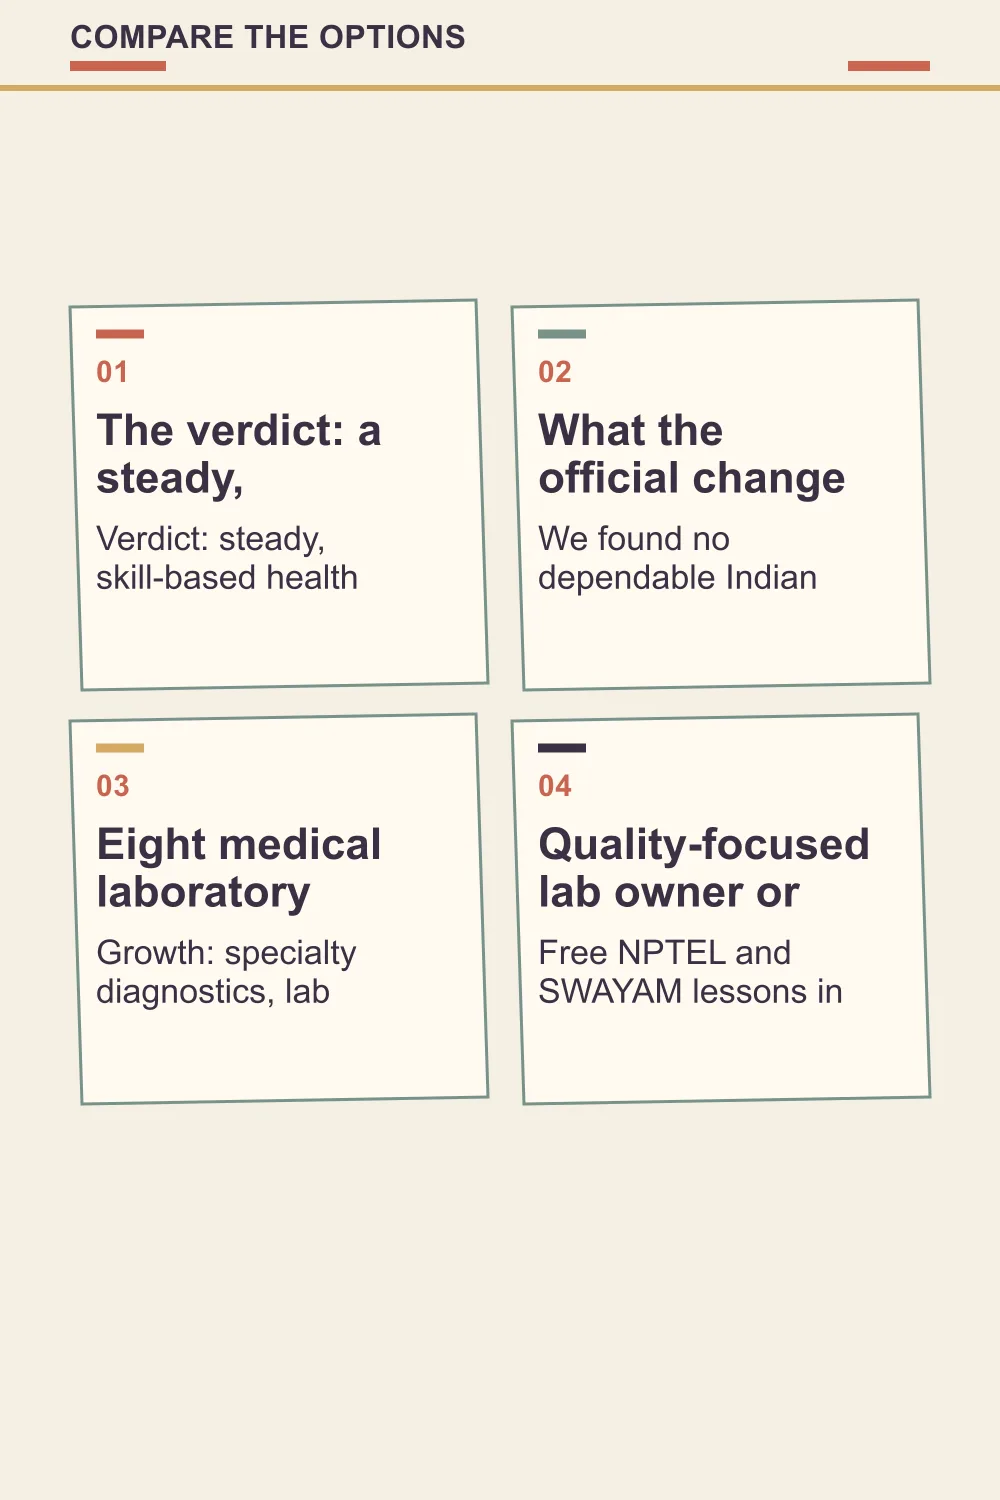 COMPARE THE OPTIONS
01
The verdict: a
steady,
Verdict: steady,
skill-based health
02
What the
official change
We found no
dependable Indian
03
Eight medical
laboratory
Growth: specialty
diagnostics, lab
04
Quality-focused
lab owner or
Free NPTEL and
SWAYAM lessons in